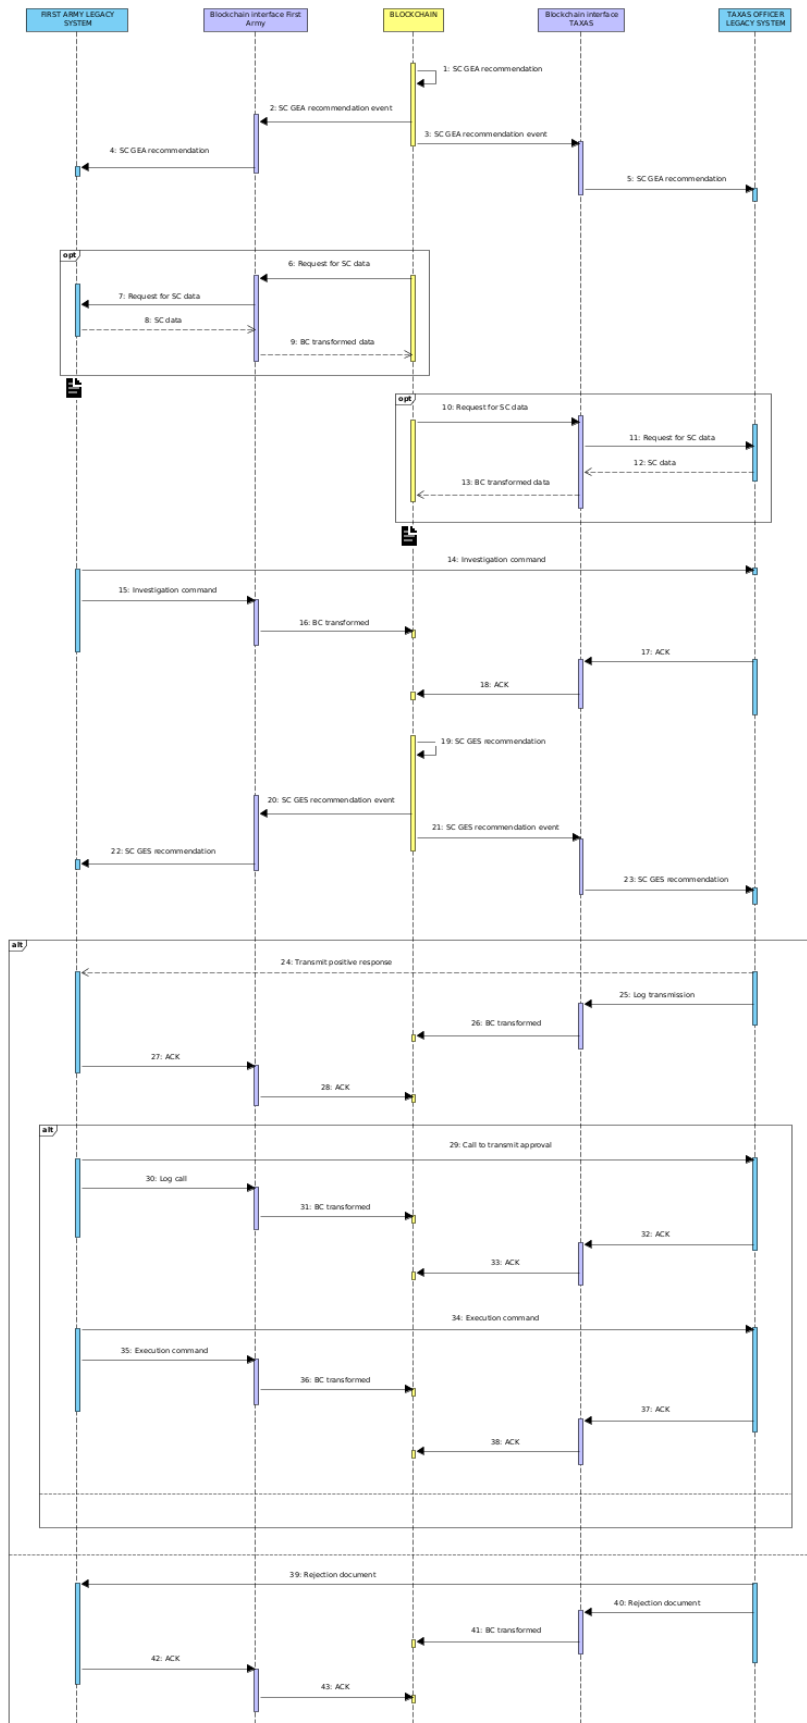 FIRST ARMY LEGACY
SYSTEM
Blockchain interface First
Army
BLOCKCHAIN
Blockchain interface
TAXAS
TAXAS OFFICER
LEGACY SYSTEM
1: SC GEA recommendation
2: SC GEA recommendation event
3: SC GEA recommendation event
4: SC GEA recommendation
5: SC GEA recommendation
opt
6: Request for SC data
7: Request for SC data
8: SC data
9: BC transformed data
opt
10: Request for SC data
11: Request for SC data
12: SC data
13: BC transformed data
14: Investigation command
15: Investigation command
16: BC transformed
17: ACK
18: ACK
19: SC GES recommendation
20: SC GES recommendation event
21: SC GES recommendation event
22: SC GES recommendation
23: SC GES recommendation
alt
24: Transmit positive response
25: Log transmission
26: BC transformed
27: ACK
28: ACK
alt
29: Call to transmit approval
30: Log call
31: BC transformed
32: ACK
33: ACK
34: Execution command
35: Execution command
36: BC transformed
37: ACK
38: ACK
39: Rejection document
40: Rejection document
41: BC transformed
42: ACK
43: ACK